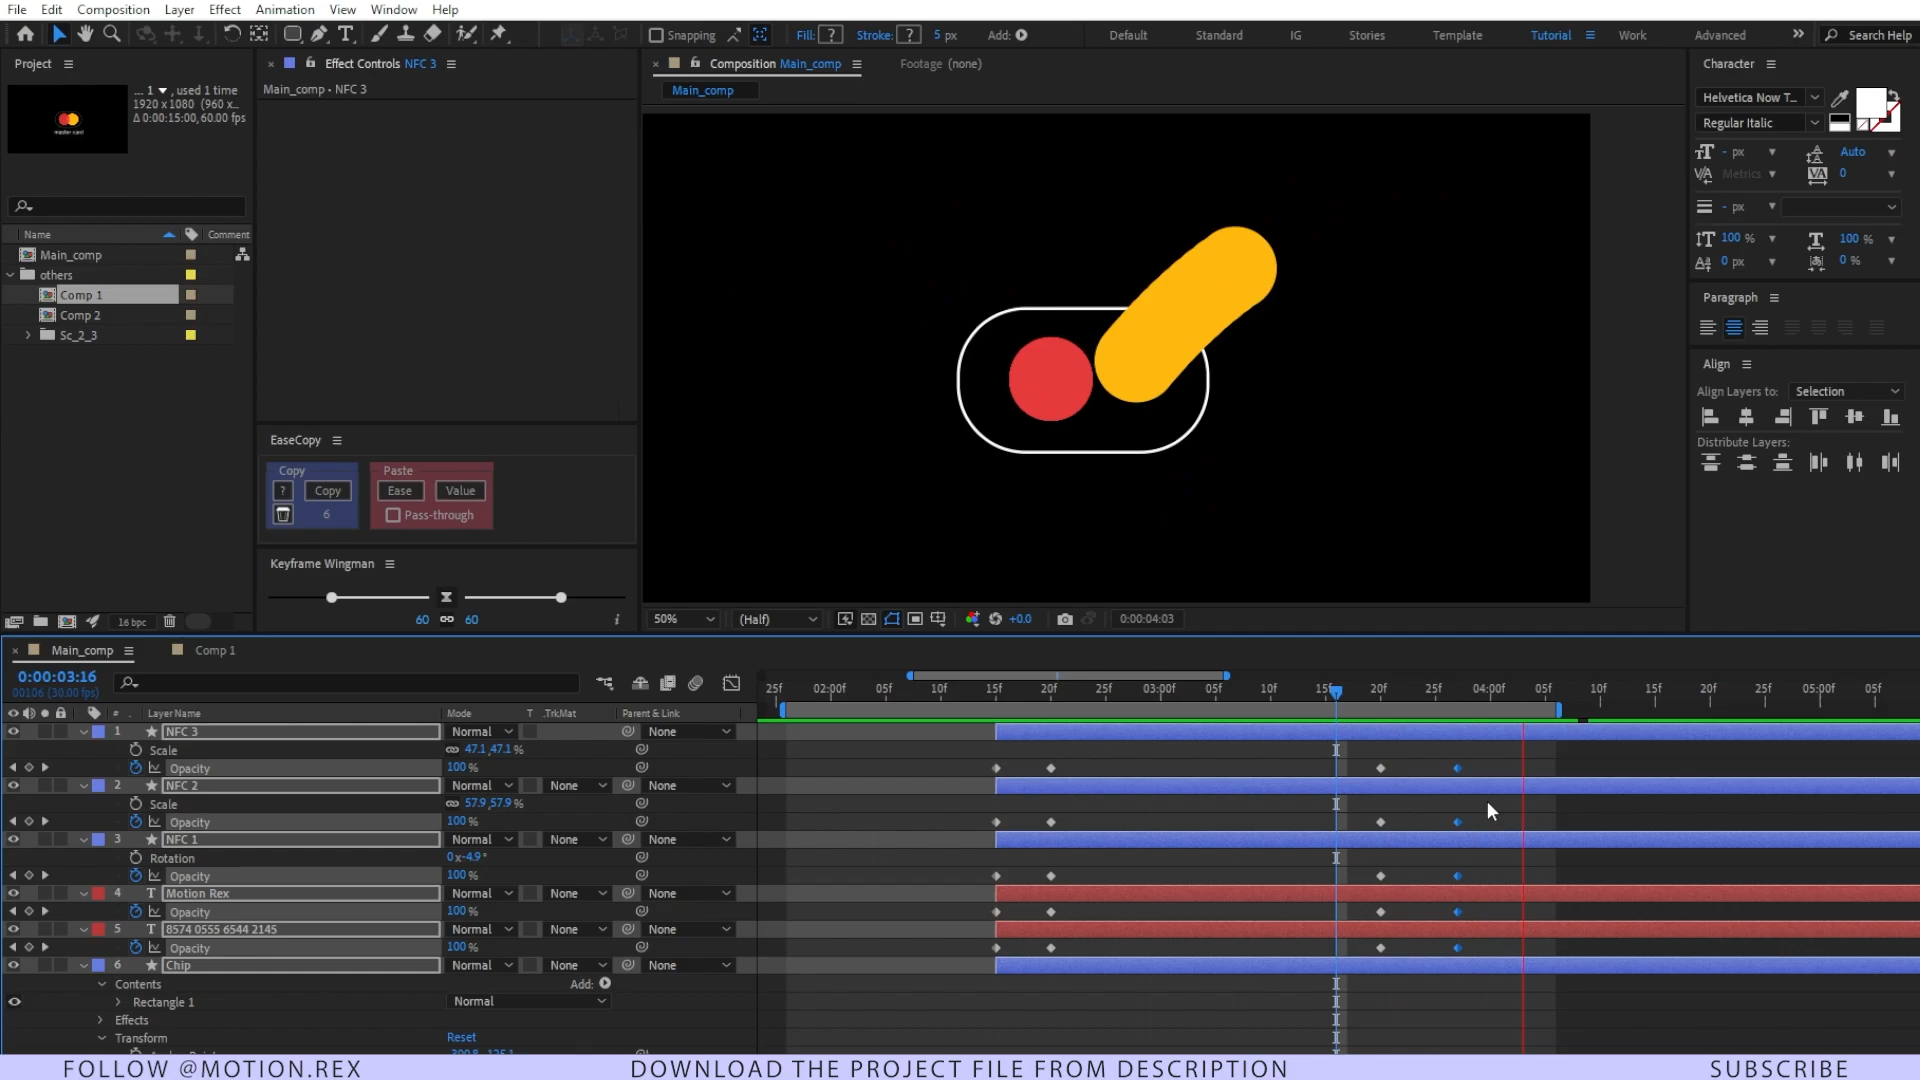 File Edit Composition Layer Effect Animation View Window Help
Snapping Fill: ? Stroke: ? 5 px Add: Default Standard IG Stories Template Tutorial Work Advanced Search Help
Project
... 1, used 1 time
1920 x 1080 (960 x...
Δ 0:00:15:00, 60.00 fps
master card
Name Comment
Main_comp
others
Comp 1
Comp 2
Sc_2_3
16 bpc
Effect Controls NFC 3
Main_comp • NFC 3
EaseCopy
Copy Paste
? Copy Ease Value
6 Pass-through
Keyframe Wingman
60 60 i
Composition Main_comp Footage (none)
Main_comp
50% (Half) +0.0 0:00:04:03
Character
Helvetica Now T...
Regular Italic
- px Auto
Metrics 0
- px
100 % 100 %
0 px 0 %
Paragraph
Align
Align Layers to: Selection
Distribute Layers:
Main_comp Comp 1
0:00:03:16
00106 (30.00 fps)
25f 02:00f 05f 10f 15f 20f 25f 03:00f 05f 10f 15f 20f 25f 04:00f 05f 10f 15f 20f 25f 05:00f 05f
# Layer Name Mode T .TrkMat Parent & Link
1 NFC 3 Normal None
Scale 47.1,47.1 %
Opacity 100 %
2 NFC 2 Normal None None
Scale 57.9,57.9 %
Opacity 100 %
3 NFC 1 Normal None None
Rotation 0x-4.9°
Opacity 100 %
4 T Motion Rex Normal None None
Opacity 100 %
5 T 8574 0555 6544 2145 Normal None None
Opacity 100 %
6 Chip Normal None None
Contents Add:
Rectangle 1 Normal
Effects
Transform Reset
FOLLOW @MOTION.REX DOWNLOAD THE PROJECT FILE FROM DESCRIPTION SUBSCRIBE